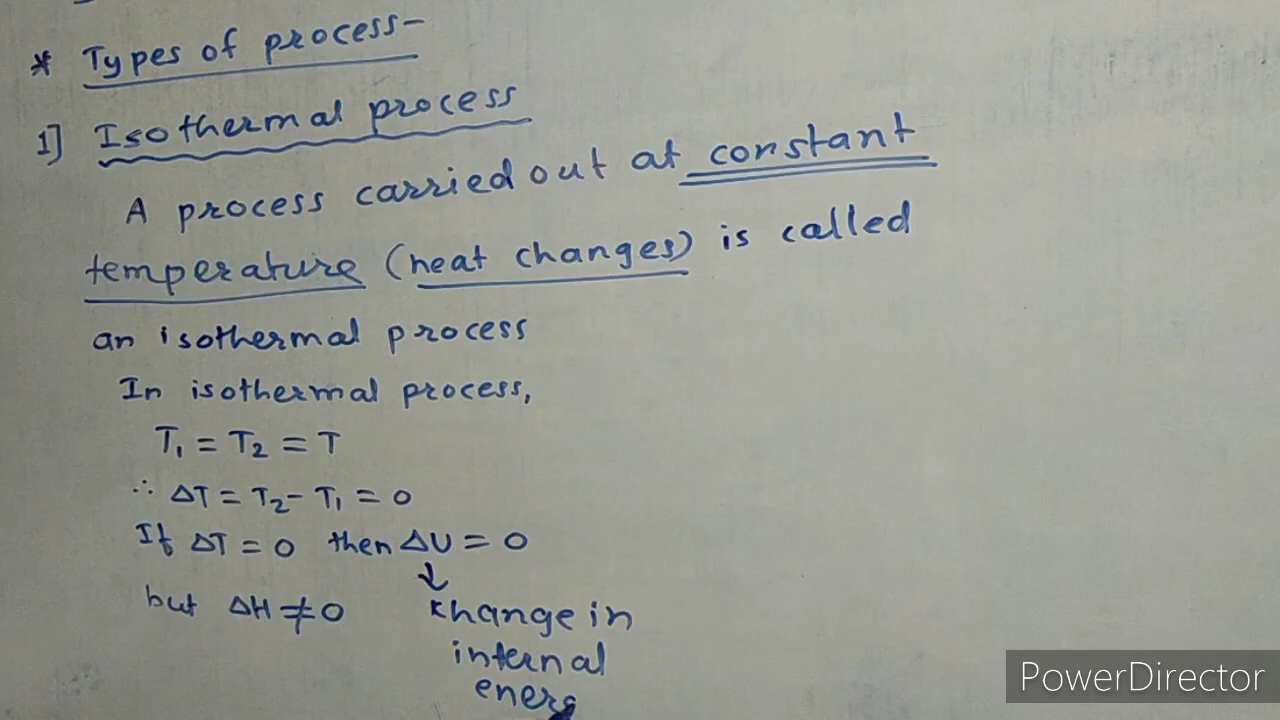 * Types of process-
1] Isothermal process
A process carried out at constant
temperature (heat changes) is called
an isothermal process
In isothermal process,
T₁ = T₂ = T
∴ ΔT = T₂ - T₁ = 0
If ΔT = 0 then ΔU = 0
↓
but ΔH ≠ 0 change in
internal
energ
PowerDirector